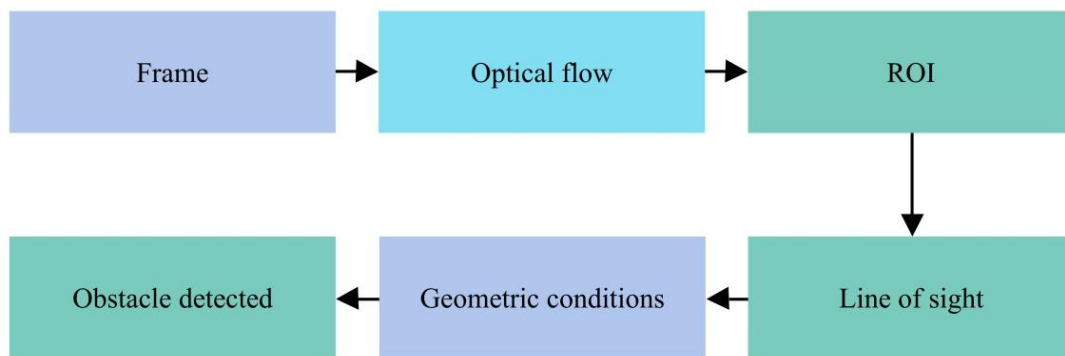 Frame
Optical flow
ROI
Line of sight
Geometric conditions
Obstacle detected